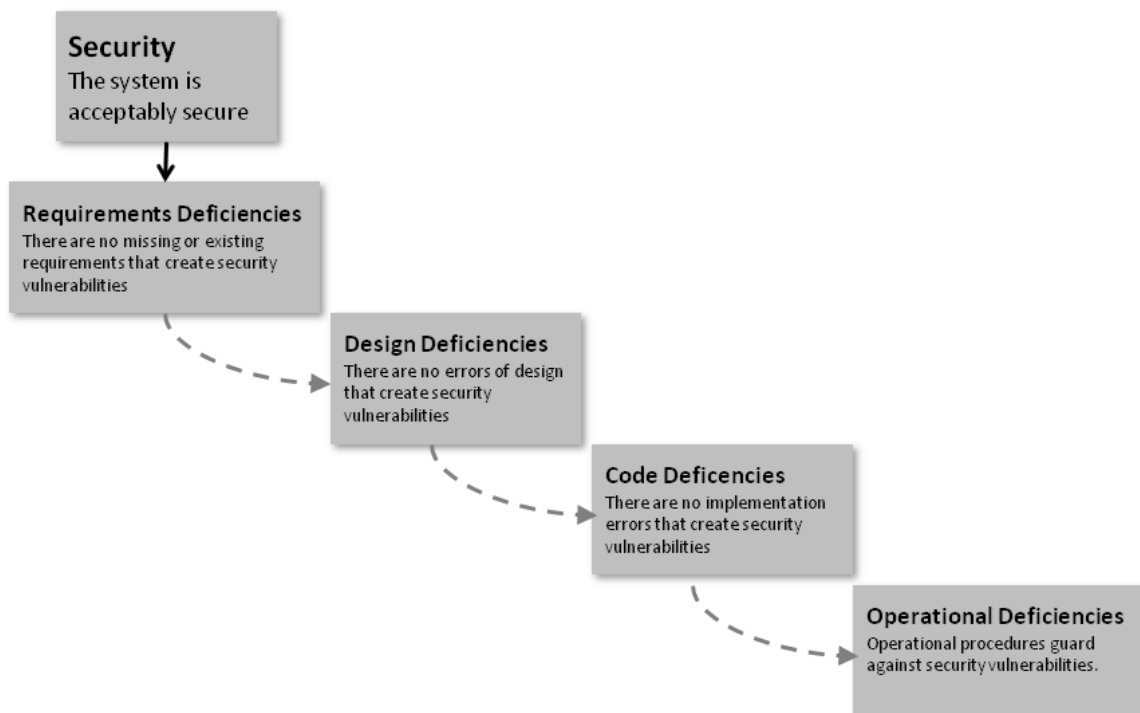 Security
The system is
acceptably secure
Requirements Deficiencies
There are no missing or existing
requirements that create security
vulnerabilities
Design Deficiencies
There are no errors of design
that create security
vulnerabilities
Code Deficencies
There are no implementation
errors that create security
vulnerabilities
Operational Deficiencies
Operational procedures guard
against security vulnerabilities.